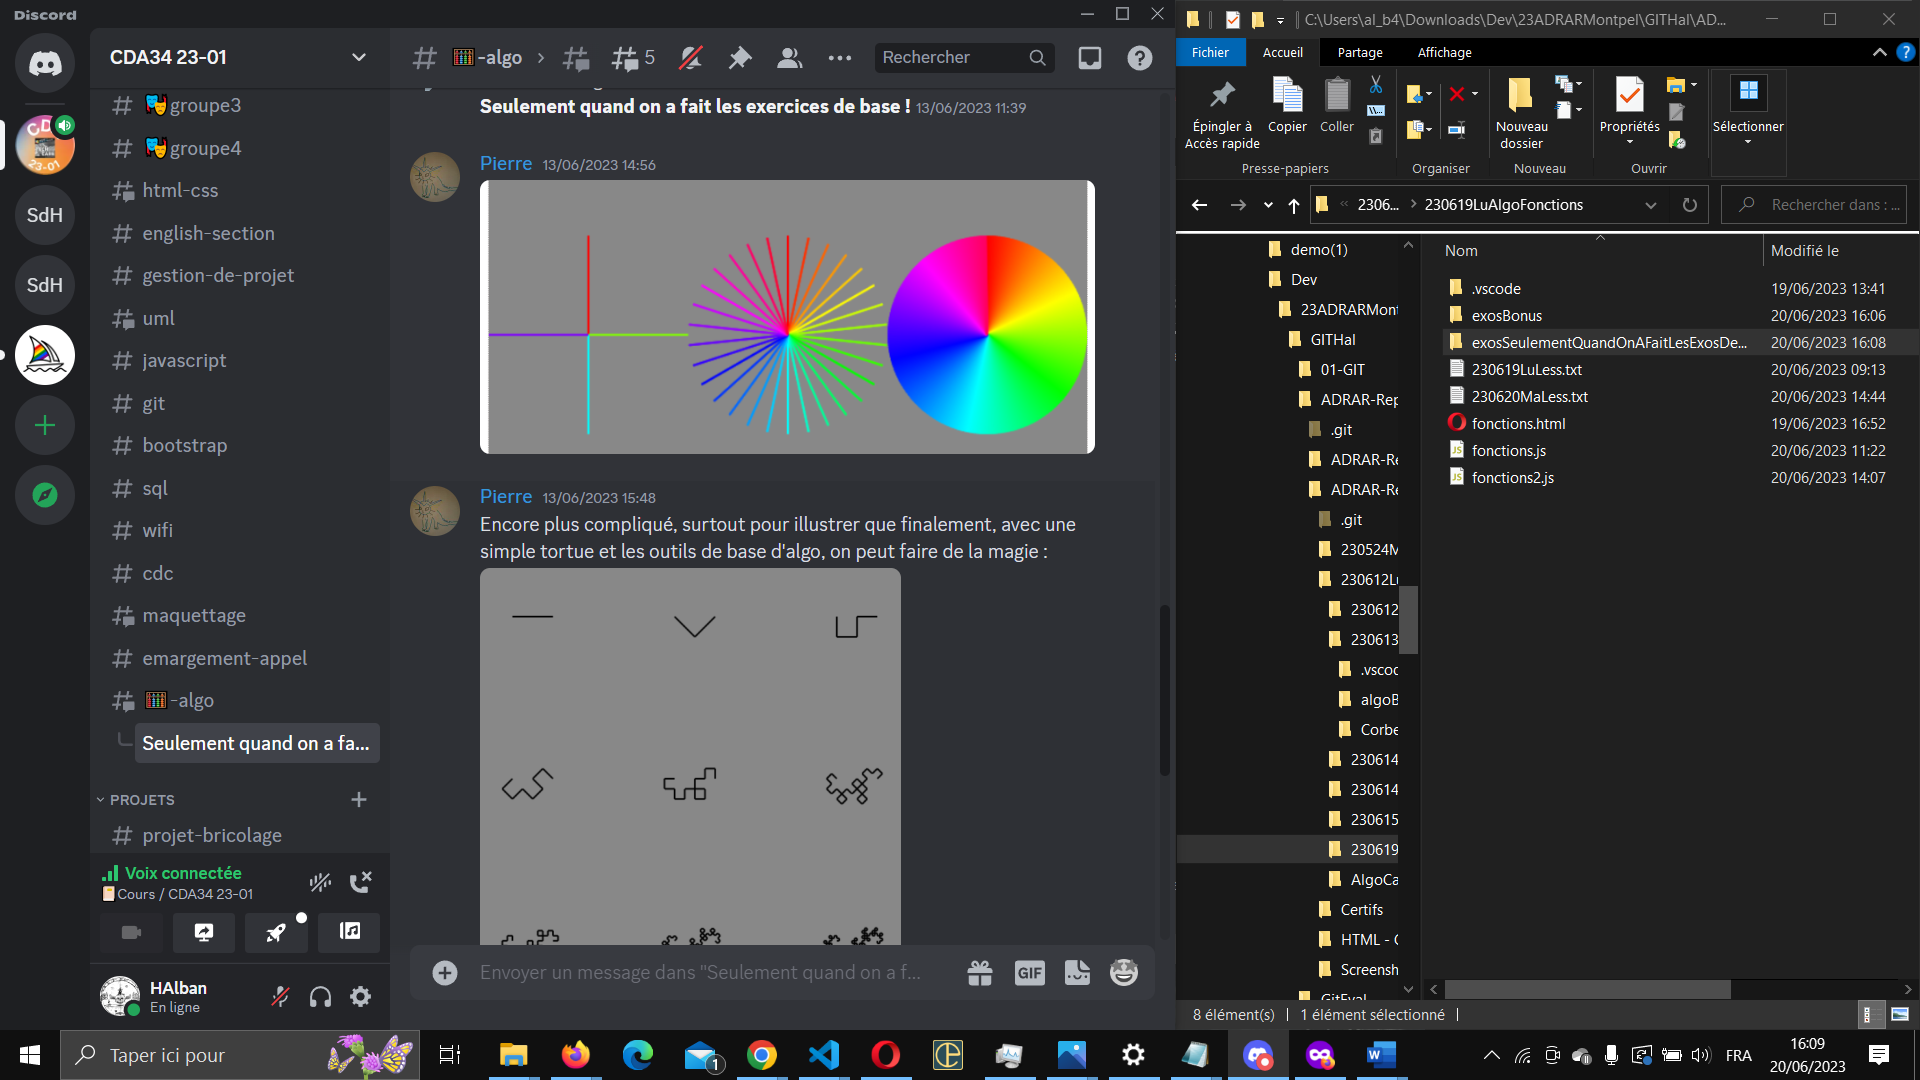 Discord
CDA34 23-01
groupe3
groupe4
html-css
english-section
gestion-de-projet
uml
javascript
git
bootstrap
sql
wifi
cdc
maquettage
emargement-appel
-algo
Seulement quand on a fa...
PROJETS
projet-bricolage
Voix connectée
Cours / CDA34 23-01
HAlban
En ligne
SdH
SdH
-algo
5
Rechercher
Seulement quand on a fait les exercices de base ! 13/06/2023 11:39
Pierre 13/06/2023 14:56
Pierre 13/06/2023 15:48
Encore plus compliqué, surtout pour illustrer que finalement, avec une
simple tortue et les outils de base d'algo, on peut faire de la magie :
Envoyer un message dans "Seulement quand on a f...
GIF
C:\Users\al_b4\Downloads\Dev\23ADRARMontpel\GITHal\AD...
Fichier
Accueil
Partage
Affichage
Épingler à
Accès rapide
Copier
Coller
Presse-papiers
Organiser
Nouveau
dossier
Nouveau
Propriétés
Ouvrir
Sélectionner
2306...
230619LuAlgoFonctions
Rechercher dans : ...
demo(1)
Dev
23ADRARMont
GITHal
01-GIT
ADRAR-Rep
.git
ADRAR-Re
ADRAR-Re
.git
230524M
230612Lu
230612
230613
.vscod
algoB
Corbe
230614
230614
230615
230619
AlgoCa
Certifs
HTML - C
Screensh
GitEval
Nom
Modifié le
.vscode 19/06/2023 13:41
exosBonus 20/06/2023 16:06
exosSeulementQuandOnAFaitLesExosDe... 20/06/2023 16:08
230619LuLess.txt 20/06/2023 09:13
230620MaLess.txt 20/06/2023 14:44
fonctions.html 19/06/2023 16:52
fonctions.js 20/06/2023 11:22
fonctions2.js 20/06/2023 14:07
8 élément(s)
1 élément sélectionné
Taper ici pour
1
FRA
16:09
20/06/2023